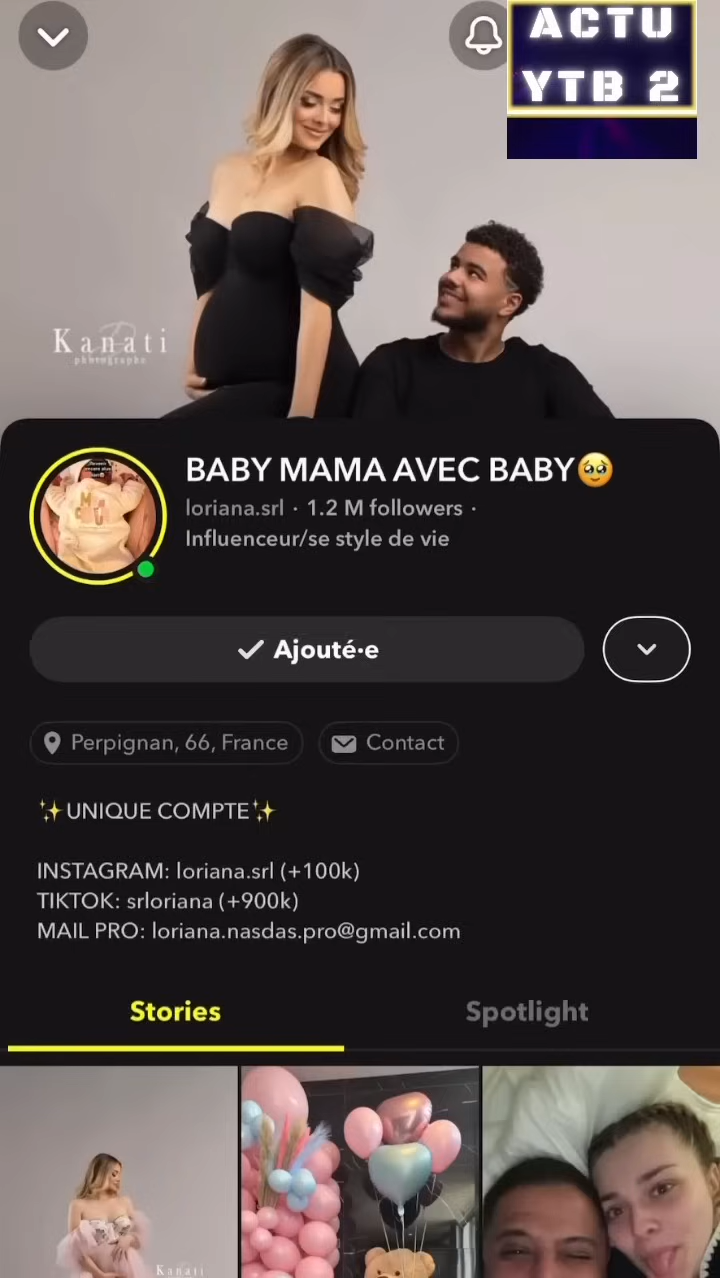 ACTU
YTB 2
Kanati
photographe
BABY MAMA AVEC BABY🥹
loriana.srl · 1.2 M followers ·
Influenceur/se style de vie
Ajouté·e
Perpignan, 66, France
Contact
✨UNIQUE COMPTE✨
INSTAGRAM: loriana.srl (+100k)
TIKTOK: srlloriana (+900k)
MAIL PRO: loriana.nasdas.pro@gmail.com
Stories
Spotlight
Kanati